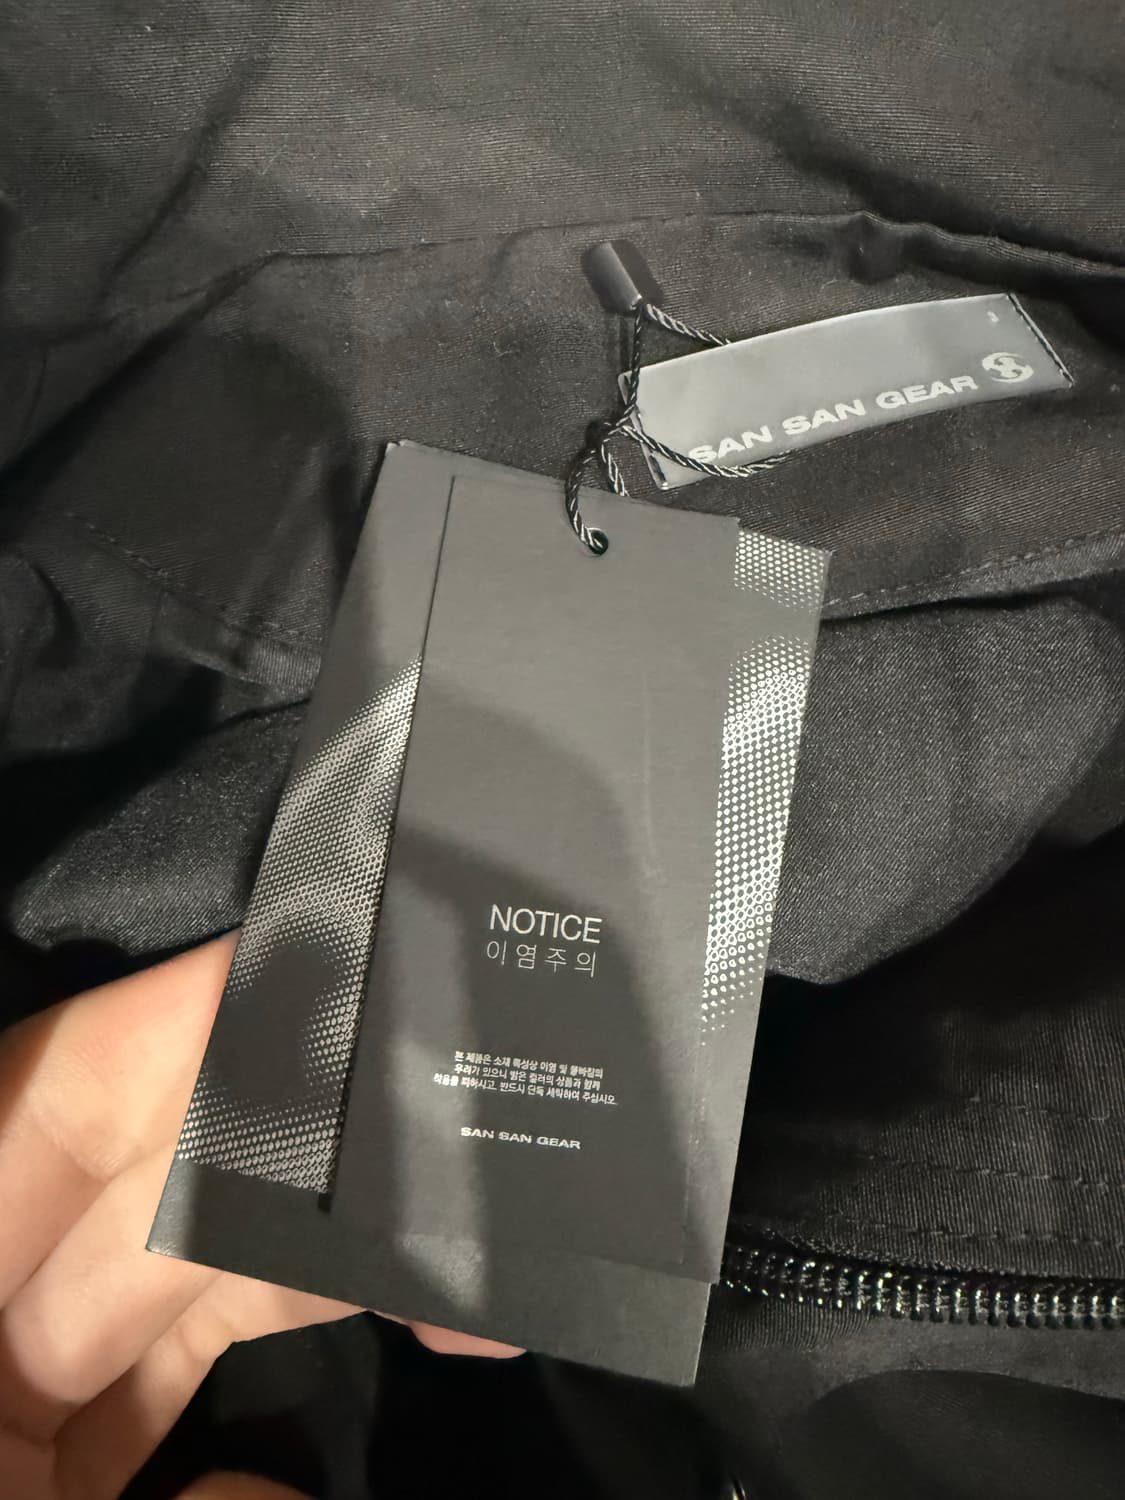 SAN SAN GEAR
NOTICE
이염주의
본 제품은 소재 특성상 이염 및 물빠짐의
우려가 있으니 밝은 컬러의 상품과 함께
착용을 피하시고, 반드시 단독 세탁하여 주십시오.
SAN SAN GEAR